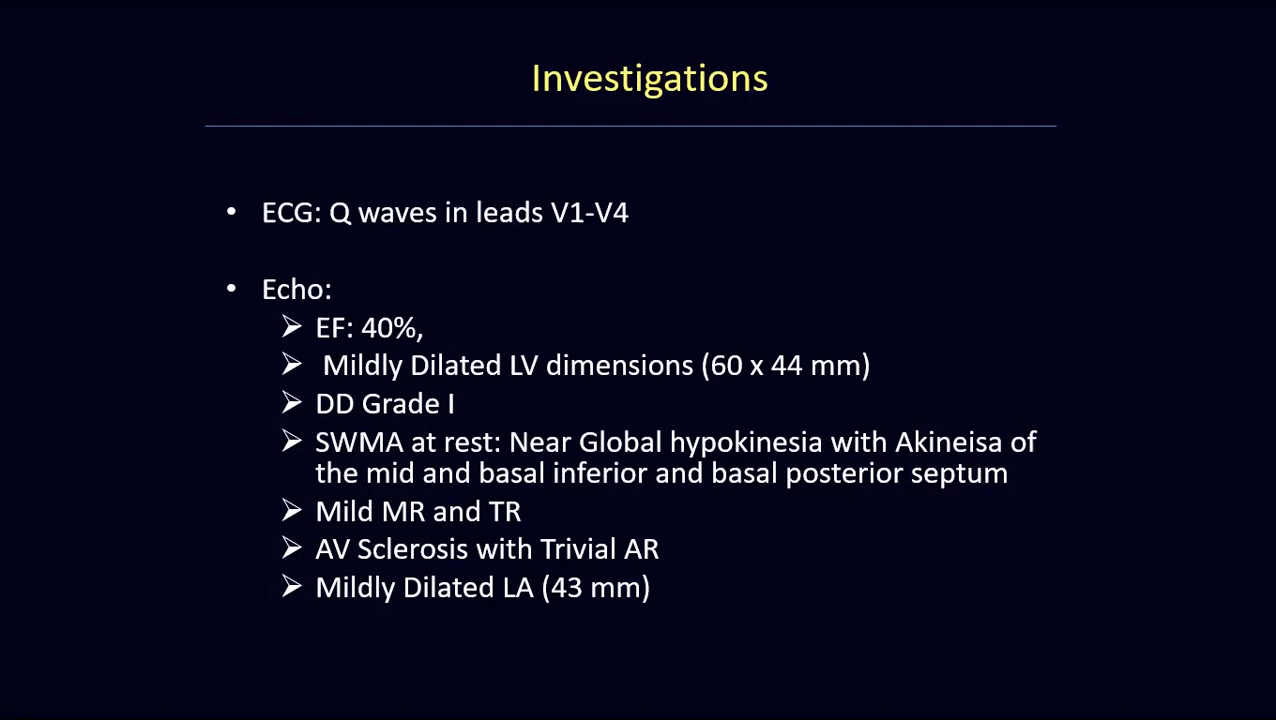 Investigations
• ECG: Q waves in leads V1-V4
• Echo:
➢ EF: 40%,
➢ Mildly Dilated LV dimensions (60 x 44 mm)
➢ DD Grade I
➢ SWMA at rest: Near Global hypokinesia with Akineisa of
the mid and basal inferior and basal posterior septum
➢ Mild MR and TR
➢ AV Sclerosis with Trivial AR
➢ Mildly Dilated LA (43 mm)